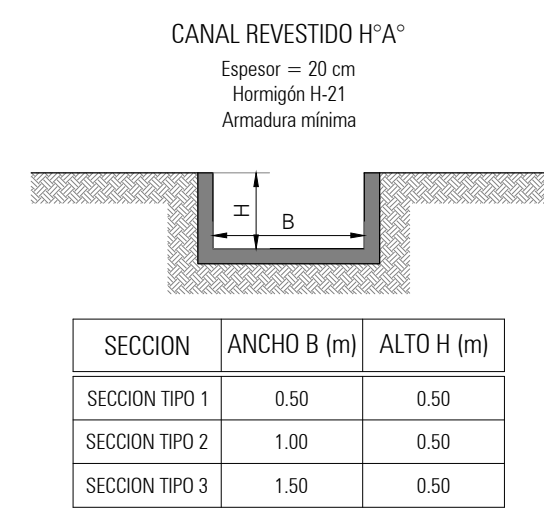 CANAL REVESTIDO H°A°
Espesor = 20 cm
Hormigón H-21
Armadura mínima
H
B
SECCION ANCHO B (m) ALTO H (m)
SECCION TIPO 1 0.50 0.50
SECCION TIPO 2 1.00 0.50
SECCION TIPO 3 1.50 0.50